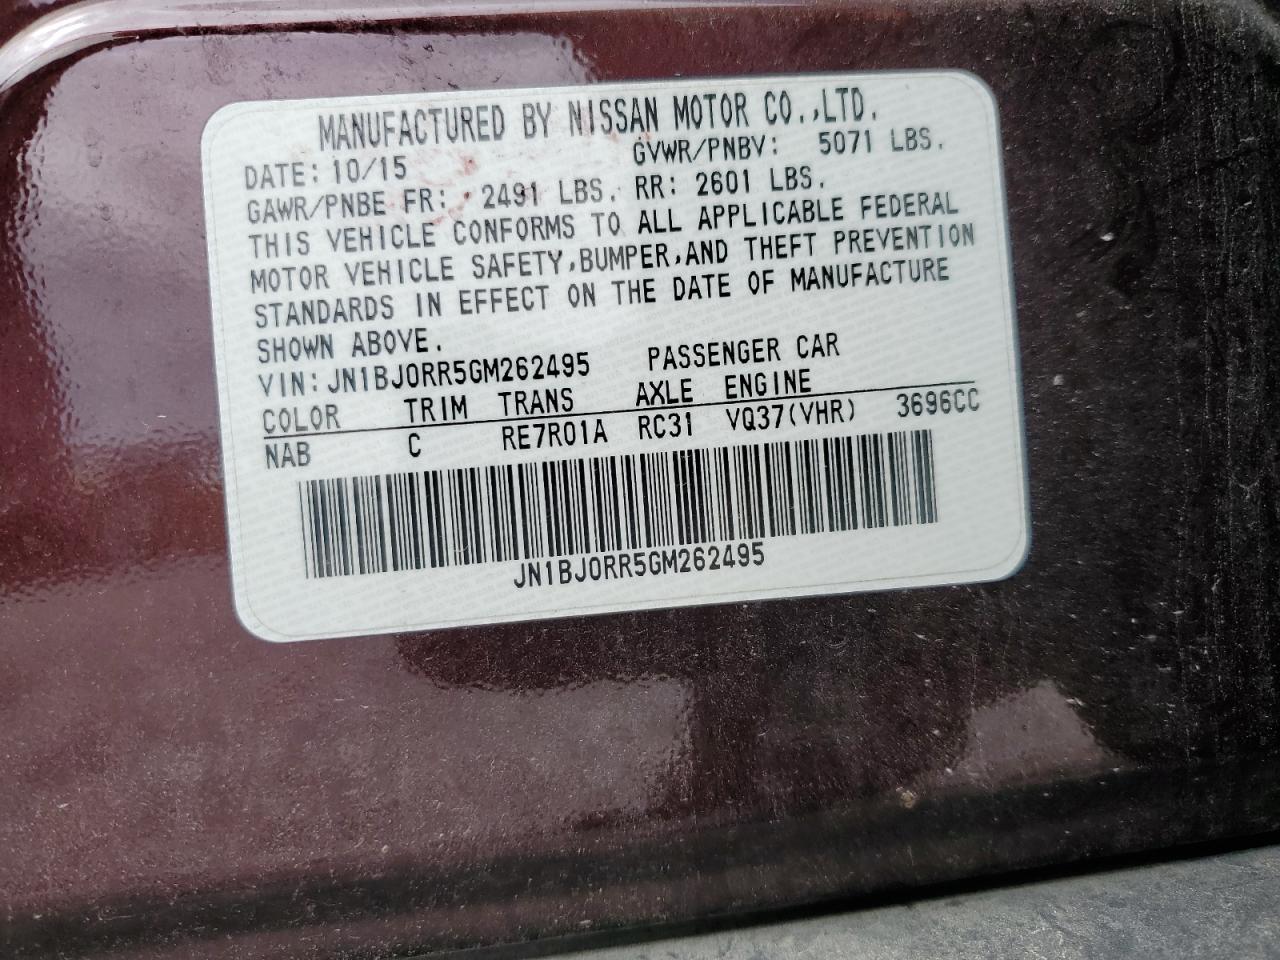 MANUFACTURED BY NISSAN MOTOR CO.,LTD.
DATE: 10/15 GVWR/PNBV: 5071 LBS.
GAWR/PNBE FR: 2491 LBS. RR: 2601 LBS.
THIS VEHICLE CONFORMS TO ALL APPLICABLE FEDERAL
MOTOR VEHICLE SAFETY,BUMPER,AND THEFT PREVENTION
STANDARDS IN EFFECT ON THE DATE OF MANUFACTURE
SHOWN ABOVE.
VIN: JN1BJ0RR5GM262495 PASSENGER CAR
COLOR TRIM TRANS AXLE ENGINE
NAB C RE7R01A RC31 VQ37(VHR) 3696CC
JN1BJ0RR5GM262495